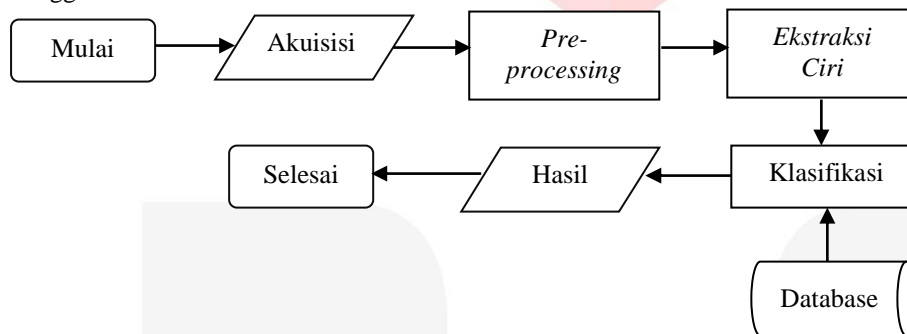 Mulai
Akuisisi
Pre-
processing
Ekstraksi
Ciri
Selesai
Hasil
Klasifikasi
Database